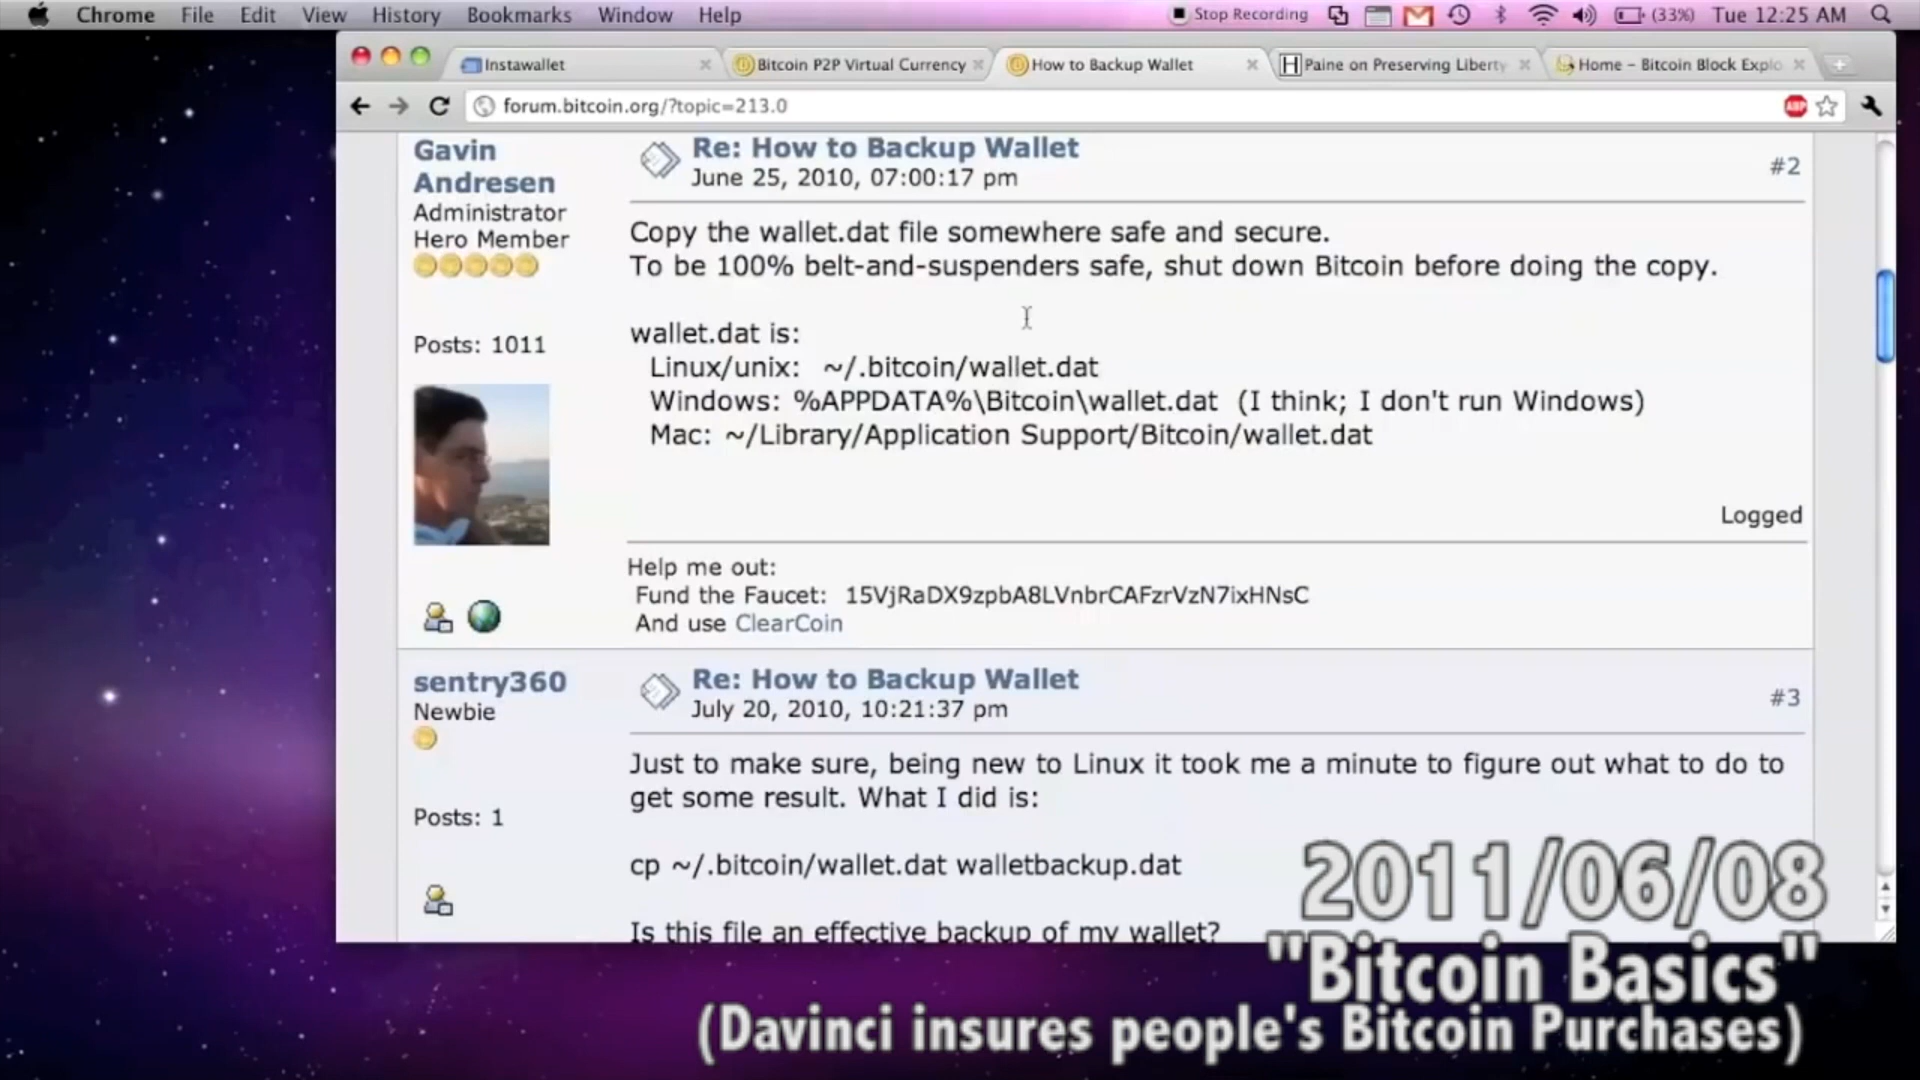 Chrome File Edit View History Bookmarks Window Help Stop Recording (33%) Tue 12:25 AM
Instawallet Bitcoin P2P Virtual Currency How to Backup Wallet Paine on Preserving Liberty Home – Bitcoin Block Explo
forum.bitcoin.org/?topic=213.0 ABP
Gavin
Andresen
Administrator
Hero Member
Posts: 1011
Re: How to Backup Wallet
June 25, 2010, 07:00:17 pm
#2
Copy the wallet.dat file somewhere safe and secure.
To be 100% belt-and-suspenders safe, shut down Bitcoin before doing the copy.
wallet.dat is:
Linux/unix: ~/.bitcoin/wallet.dat
Windows: %APPDATA%\Bitcoin\wallet.dat (I think; I don't run Windows)
Mac: ~/Library/Application Support/Bitcoin/wallet.dat
Logged
Help me out:
Fund the Faucet: 15VjRaDX9zpbA8LVnbrCAFzrVzN7ixHNsC
And use ClearCoin
sentry360
Newbie
Posts: 1
Re: How to Backup Wallet
July 20, 2010, 10:21:37 pm
#3
Just to make sure, being new to Linux it took me a minute to figure out what to do to
get some result. What I did is:
cp ~/.bitcoin/wallet.dat walletbackup.dat
Is this file an effective backup of my wallet?
2011/06/08
"Bitcoin Basics"
(Davinci insures people's Bitcoin Purchases)